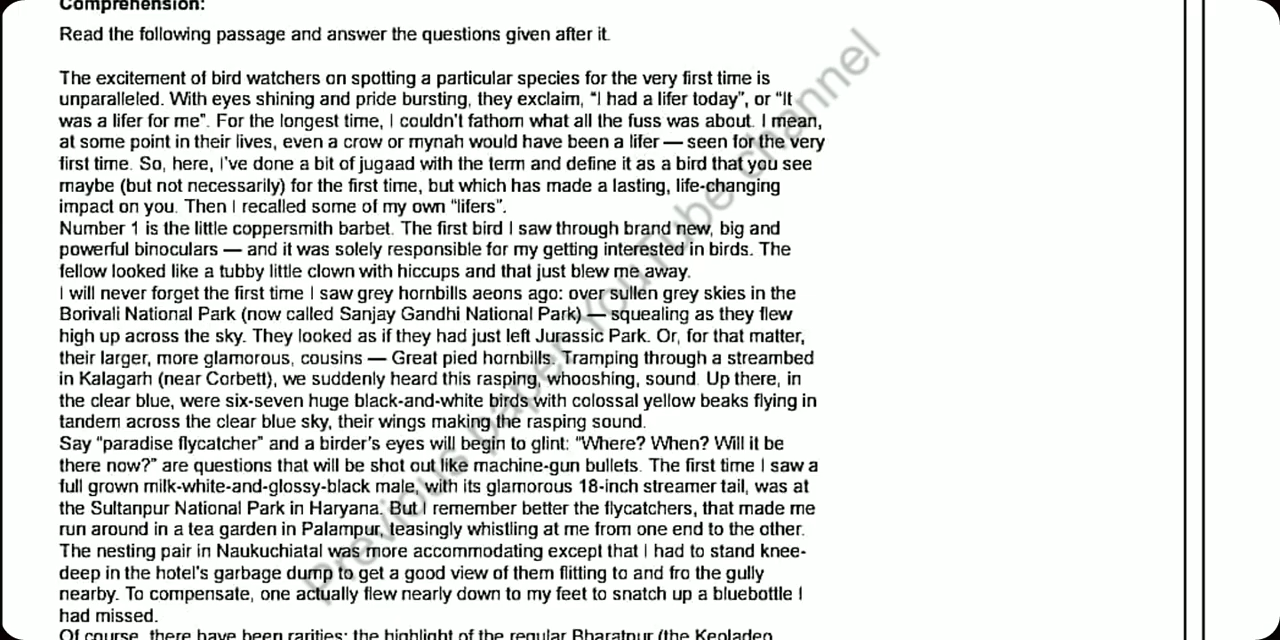 Comprehension:
Read the following passage and answer the questions given after it.
The excitement of bird watchers on spotting a particular species for the very first time is
unparalleled. With eyes shining and pride bursting, they exclaim, “I had a lifer today”, or “It
was a lifer for me”. For the longest time, I couldn't fathom what all the fuss was about. I mean,
at some point in their lives, even a crow or mynah would have been a lifer — seen for the very
first time. So, here, I've done a bit of jugaad with the term and define it as a bird that you see
maybe (but not necessarily) for the first time, but which has made a lasting, life-changing
impact on you. Then I recalled some of my own “lifers”.
Number 1 is the little coppersmith barbet. The first bird I saw through brand new, big and
powerful binoculars — and it was solely responsible for my getting interested in birds. The
fellow looked like a tubby little clown with hiccups and that just blew me away.
I will never forget the first time I saw grey hornbills aeons ago: over sullen grey skies in the
Borivali National Park (now called Sanjay Gandhi National Park) — squealing as they flew
high up across the sky. They looked as if they had just left Jurassic Park. Or, for that matter,
their larger, more glamorous, cousins — Great pied hornbills. Tramping through a streambed
in Kalagarh (near Corbett), we suddenly heard this rasping, whooshing, sound. Up there, in
the clear blue, were six-seven huge black-and-white birds with colossal yellow beaks flying in
tandem across the clear blue sky, their wings making the rasping sound.
Say “paradise flycatcher” and a birder's eyes will begin to glint: “Where? When? Will it be
there now?” are questions that will be shot out like machine-gun bullets. The first time I saw a
full grown milk-white-and-glossy-black male, with its glamorous 18-inch streamer tail, was at
the Sultanpur National Park in Haryana. But I remember better the flycatchers, that made me
run around in a tea garden in Palampur, teasingly whistling at me from one end to the other.
The nesting pair in Naukuchiatal was more accommodating except that I had to stand knee-
deep in the hotel's garbage dump to get a good view of them flitting to and fro the gully
nearby. To compensate, one actually flew nearly down to my feet to snatch up a bluebottle I
had missed.
Of course, there have been rarities: the highlight of the regular Bharatpur (the Keoladeo
Previous paper YouTube channel